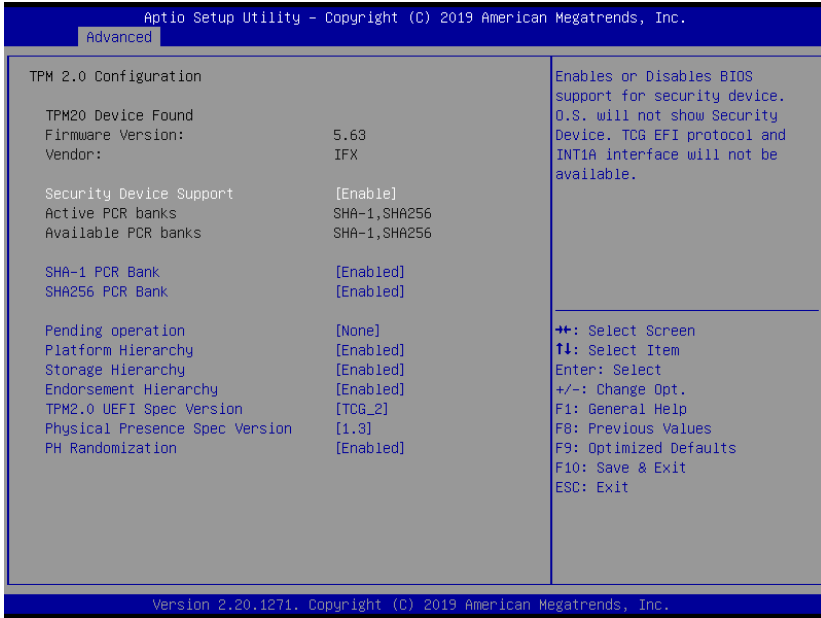 Aptio Setup Utility – Copyright (C) 2019 American Megatrends, Inc.
Advanced
TPM 2.0 Configuration
TPM20 Device Found
Firmware Version: 5.63
Vendor: IFX
Security Device Support [Enable]
Active PCR banks SHA-1,SHA256
Available PCR banks SHA-1,SHA256
SHA-1 PCR Bank [Enabled]
SHA256 PCR Bank [Enabled]
Pending operation [None]
Platform Hierarchy [Enabled]
Storage Hierarchy [Enabled]
Endorsement Hierarchy [Enabled]
TPM2.0 UEFI Spec Version [TCG_2]
Physical Presence Spec Version [1.3]
PH Randomization [Enabled]
Enables or Disables BIOS
support for security device.
O.S. will not show Security
Device. TCG EFI protocol and
INT1A interface will not be
available.
→←: Select Screen
↑↓: Select Item
Enter: Select
+/-: Change Opt.
F1: General Help
F8: Previous Values
F9: Optimized Defaults
F10: Save & Exit
ESC: Exit
Version 2.20.1271. Copyright (C) 2019 American Megatrends, Inc.